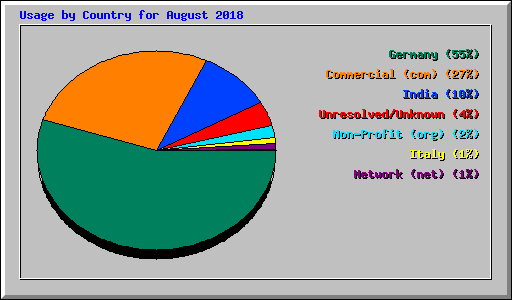 Usage by Country for August 2018
Germany (55%)
Commercial (com) (27%)
India (10%)
Unresolved/Unknown (4%)
Non-Profit (org) (2%)
Italy (1%)
Network (net) (1%)